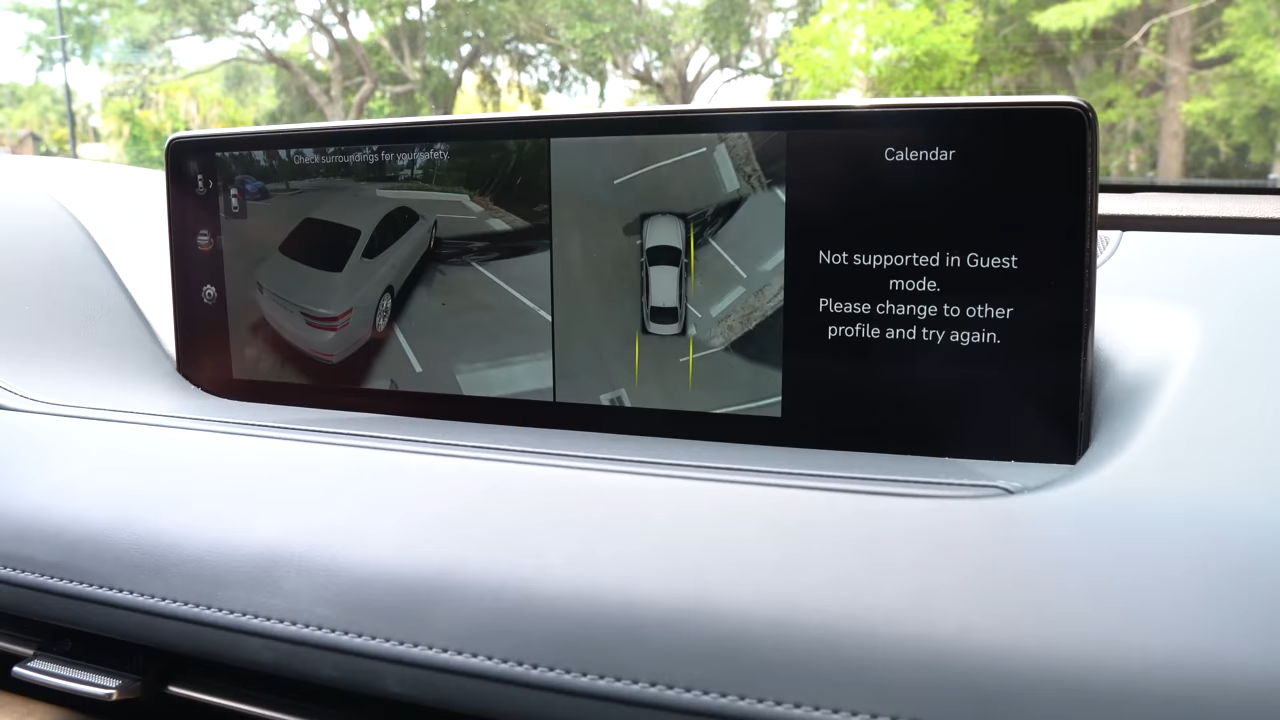 Check surroundings for your safety.
Calendar
Not supported in Guest
mode.
Please change to other
profile and try again.